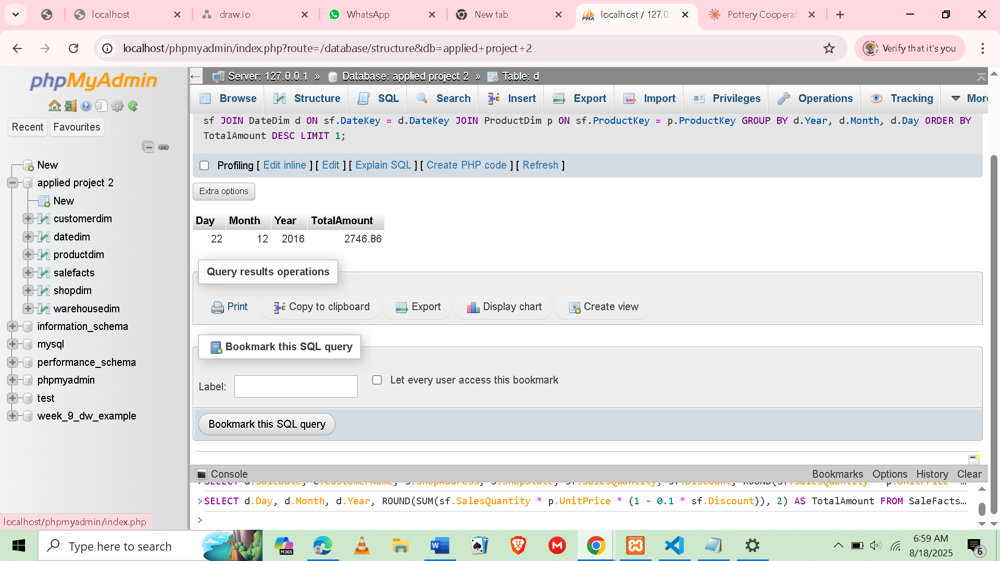 localhost
draw.io
WhatsApp
New tab
localhost / 127.0.
Pottery Cooperat
localhost/phpmyadmin/index.php?route=/database/structure&db=applied+project+2
Verify that it's you
phpMyAdmin
Recent
Favourites
New
applied project 2
New
customerdim
datedim
productdim
salefacts
shopdim
warehousedim
information_schema
mysql
performance_schema
phpmyadmin
test
week_9_dw_example
Server: 127.0.0.1 » Database: applied project 2 » Table: d
Browse
Structure
SQL
Search
Insert
Export
Import
Privileges
Operations
Tracking
More
sf JOIN DateDim d ON sf.DateKey = d.DateKey JOIN ProductDim p ON sf.ProductKey = p.ProductKey GROUP BY d.Year, d.Month, d.Day ORDER BY
TotalAmount DESC LIMIT 1;
Profiling [ Edit inline ] [ Edit ] [ Explain SQL ] [ Create PHP code ] [ Refresh ]
Extra options
Day Month Year TotalAmount
22 12 2016 2746.86
Query results operations
Print
Copy to clipboard
Export
Display chart
Create view
Bookmark this SQL query
Label:
Let every user access this bookmark
Bookmark this SQL query
Console
Bookmarks Options History Clear
>SELECT d.SaleDate, c.CustomerName, s.ShopAddress, s.ShopState, sf.SalesQuantity, sf.Discount, ROUND(sf.SalesQuantity * p.UnitPrice …
>SELECT d.Day, d.Month, d.Year, ROUND(SUM(sf.SalesQuantity * p.UnitPrice * (1 - 0.1 * sf.Discount)), 2) AS TotalAmount FROM SaleFacts…
>
localhost/phpmyadmin/index.php
Type here to search
M365
6:59 AM
8/18/2025
6